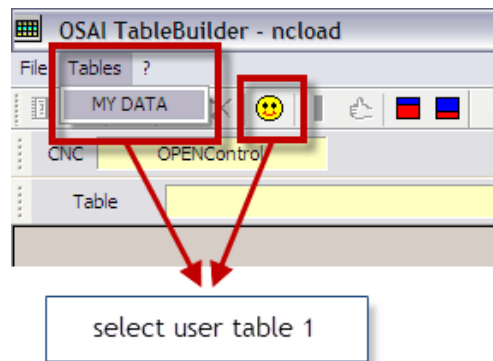 OSAI TableBuilder - ncload
File Tables ?
MY DATA
CNC OPENControl
Table
select user table 1